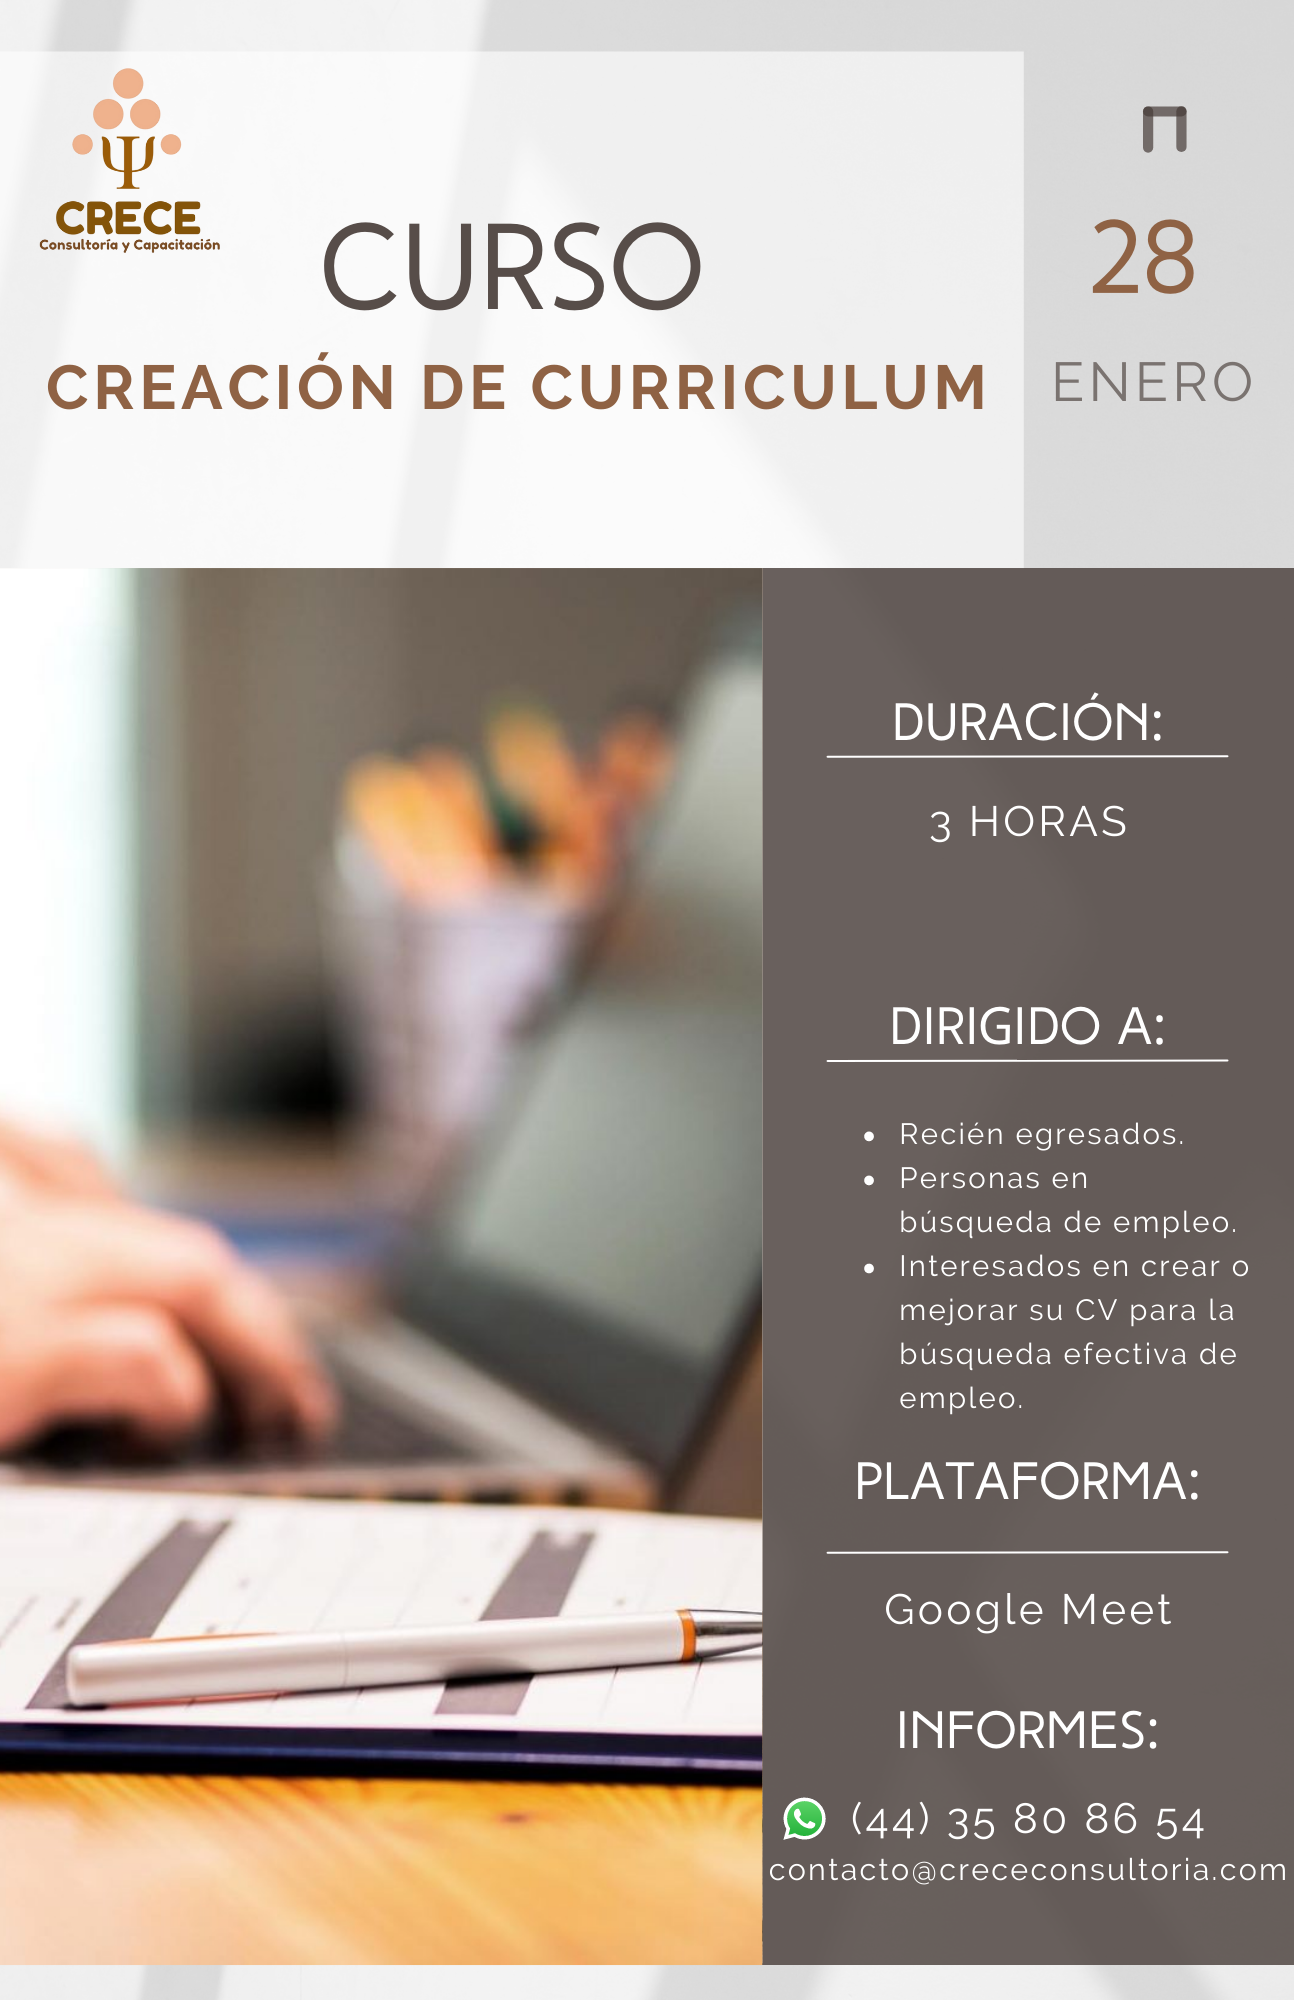 CRECE
Consultoría y Capacitación
CURSO
CREACIÓN DE CURRICULUM
28
ENERO
DURACIÓN:
3 HORAS
DIRIGIDO A:
• Recién egresados.
• Personas en
búsqueda de empleo.
• Interesados en crear o
mejorar su CV para la
búsqueda efectiva de
empleo.
PLATAFORMA:
Google Meet
INFORMES:
(44) 35 80 86 54
contacto@crececonsultoria.com